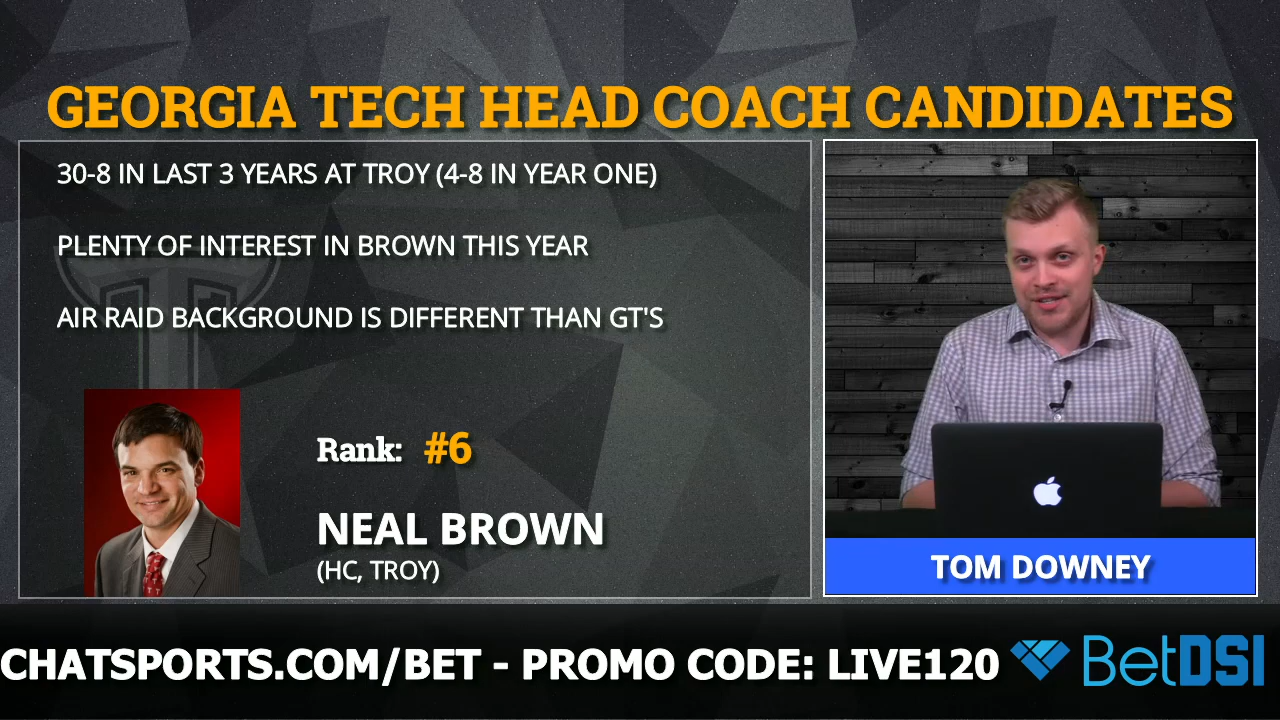 GEORGIA TECH HEAD COACH CANDIDATES
30-8 IN LAST 3 YEARS AT TROY (4-8 IN YEAR ONE)
PLENTY OF INTEREST IN BROWN THIS YEAR
AIR RAID BACKGROUND IS DIFFERENT THAN GT'S
Rank: #6
NEAL BROWN
(HC, TROY)
TOM DOWNEY
CHATSPORTS.COM/BET - PROMO CODE: LIVE120 BetDSI